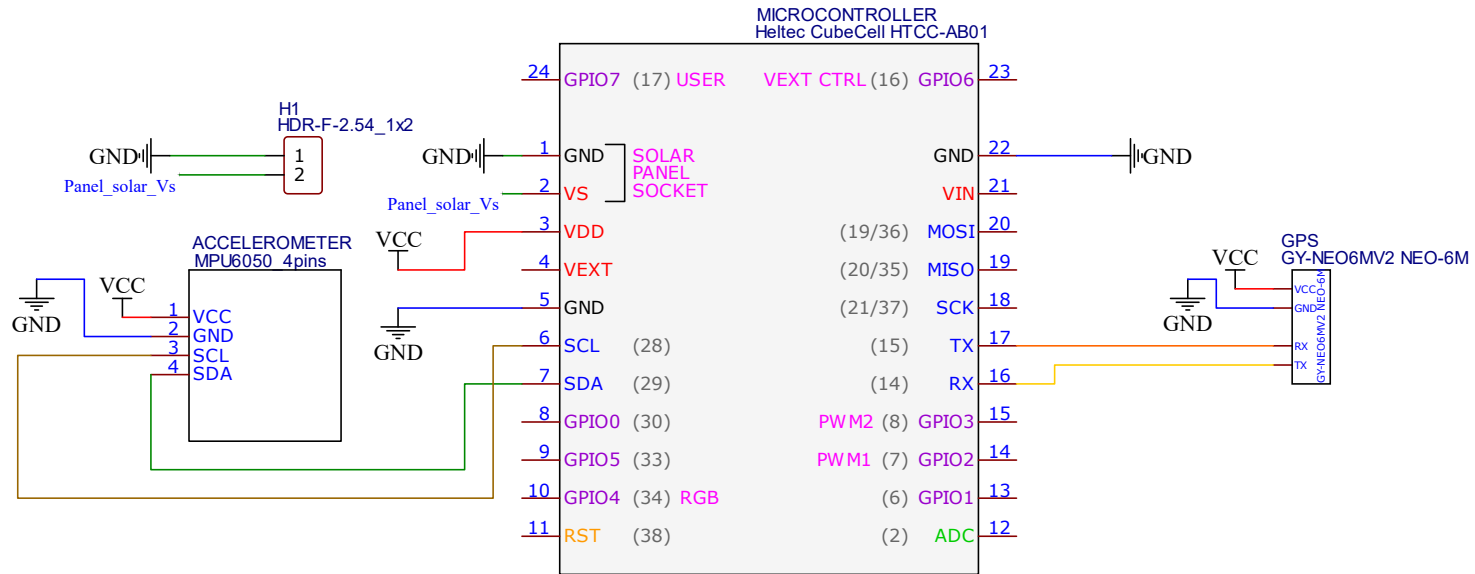 MICROCONTROLLER
Heltec CubeCell HTCC-AB01
24 GPIO7 (17) USER
VEXT CTRL (16) GPIO6 23
H1
HDR-F-2.54_1x2
GND 1
Panel_solar_Vs 2
GND 1 GND
SOLAR
PANEL
SOCKET
Panel_solar_Vs 2 VS
GND 22 GND
VIN 21
VCC 3 VDD
(19/36) MOSI 20
4 VEXT
(20/35) MISO 19
GND 5 GND
(21/37) SCK 18
6 SCL (28)
(15) TX 17
7 SDA (29)
(14) RX 16
8 GPIO0 (30)
PWM2 (8) GPIO3 15
9 GPIO5 (33)
PWM1 (7) GPIO2 14
10 GPIO4 (34) RGB
(6) GPIO1 13
11 RST (38)
(2) ADC 12
ACCELEROMETER
MPU6050_4pins
VCC 1 VCC
GND 2 GND
3 SCL
4 SDA
GPS
GY-NEO6MV2 NEO-6M
VCC VCC
GND GND
RX
TX
GY-NEO6MV2 NEO-6M